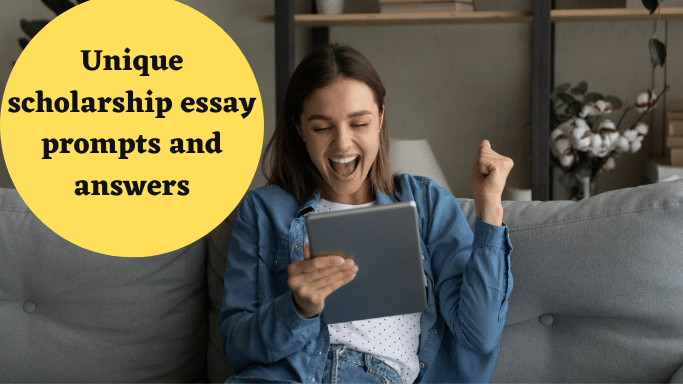 Unique
scholarship essay
prompts and
answers